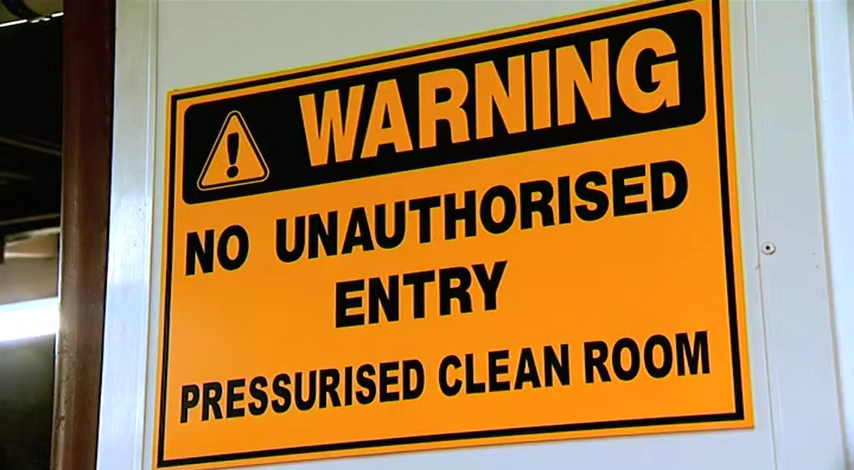 WARNING
NO UNAUTHORISED
ENTRY
PRESSURISED CLEAN ROOM